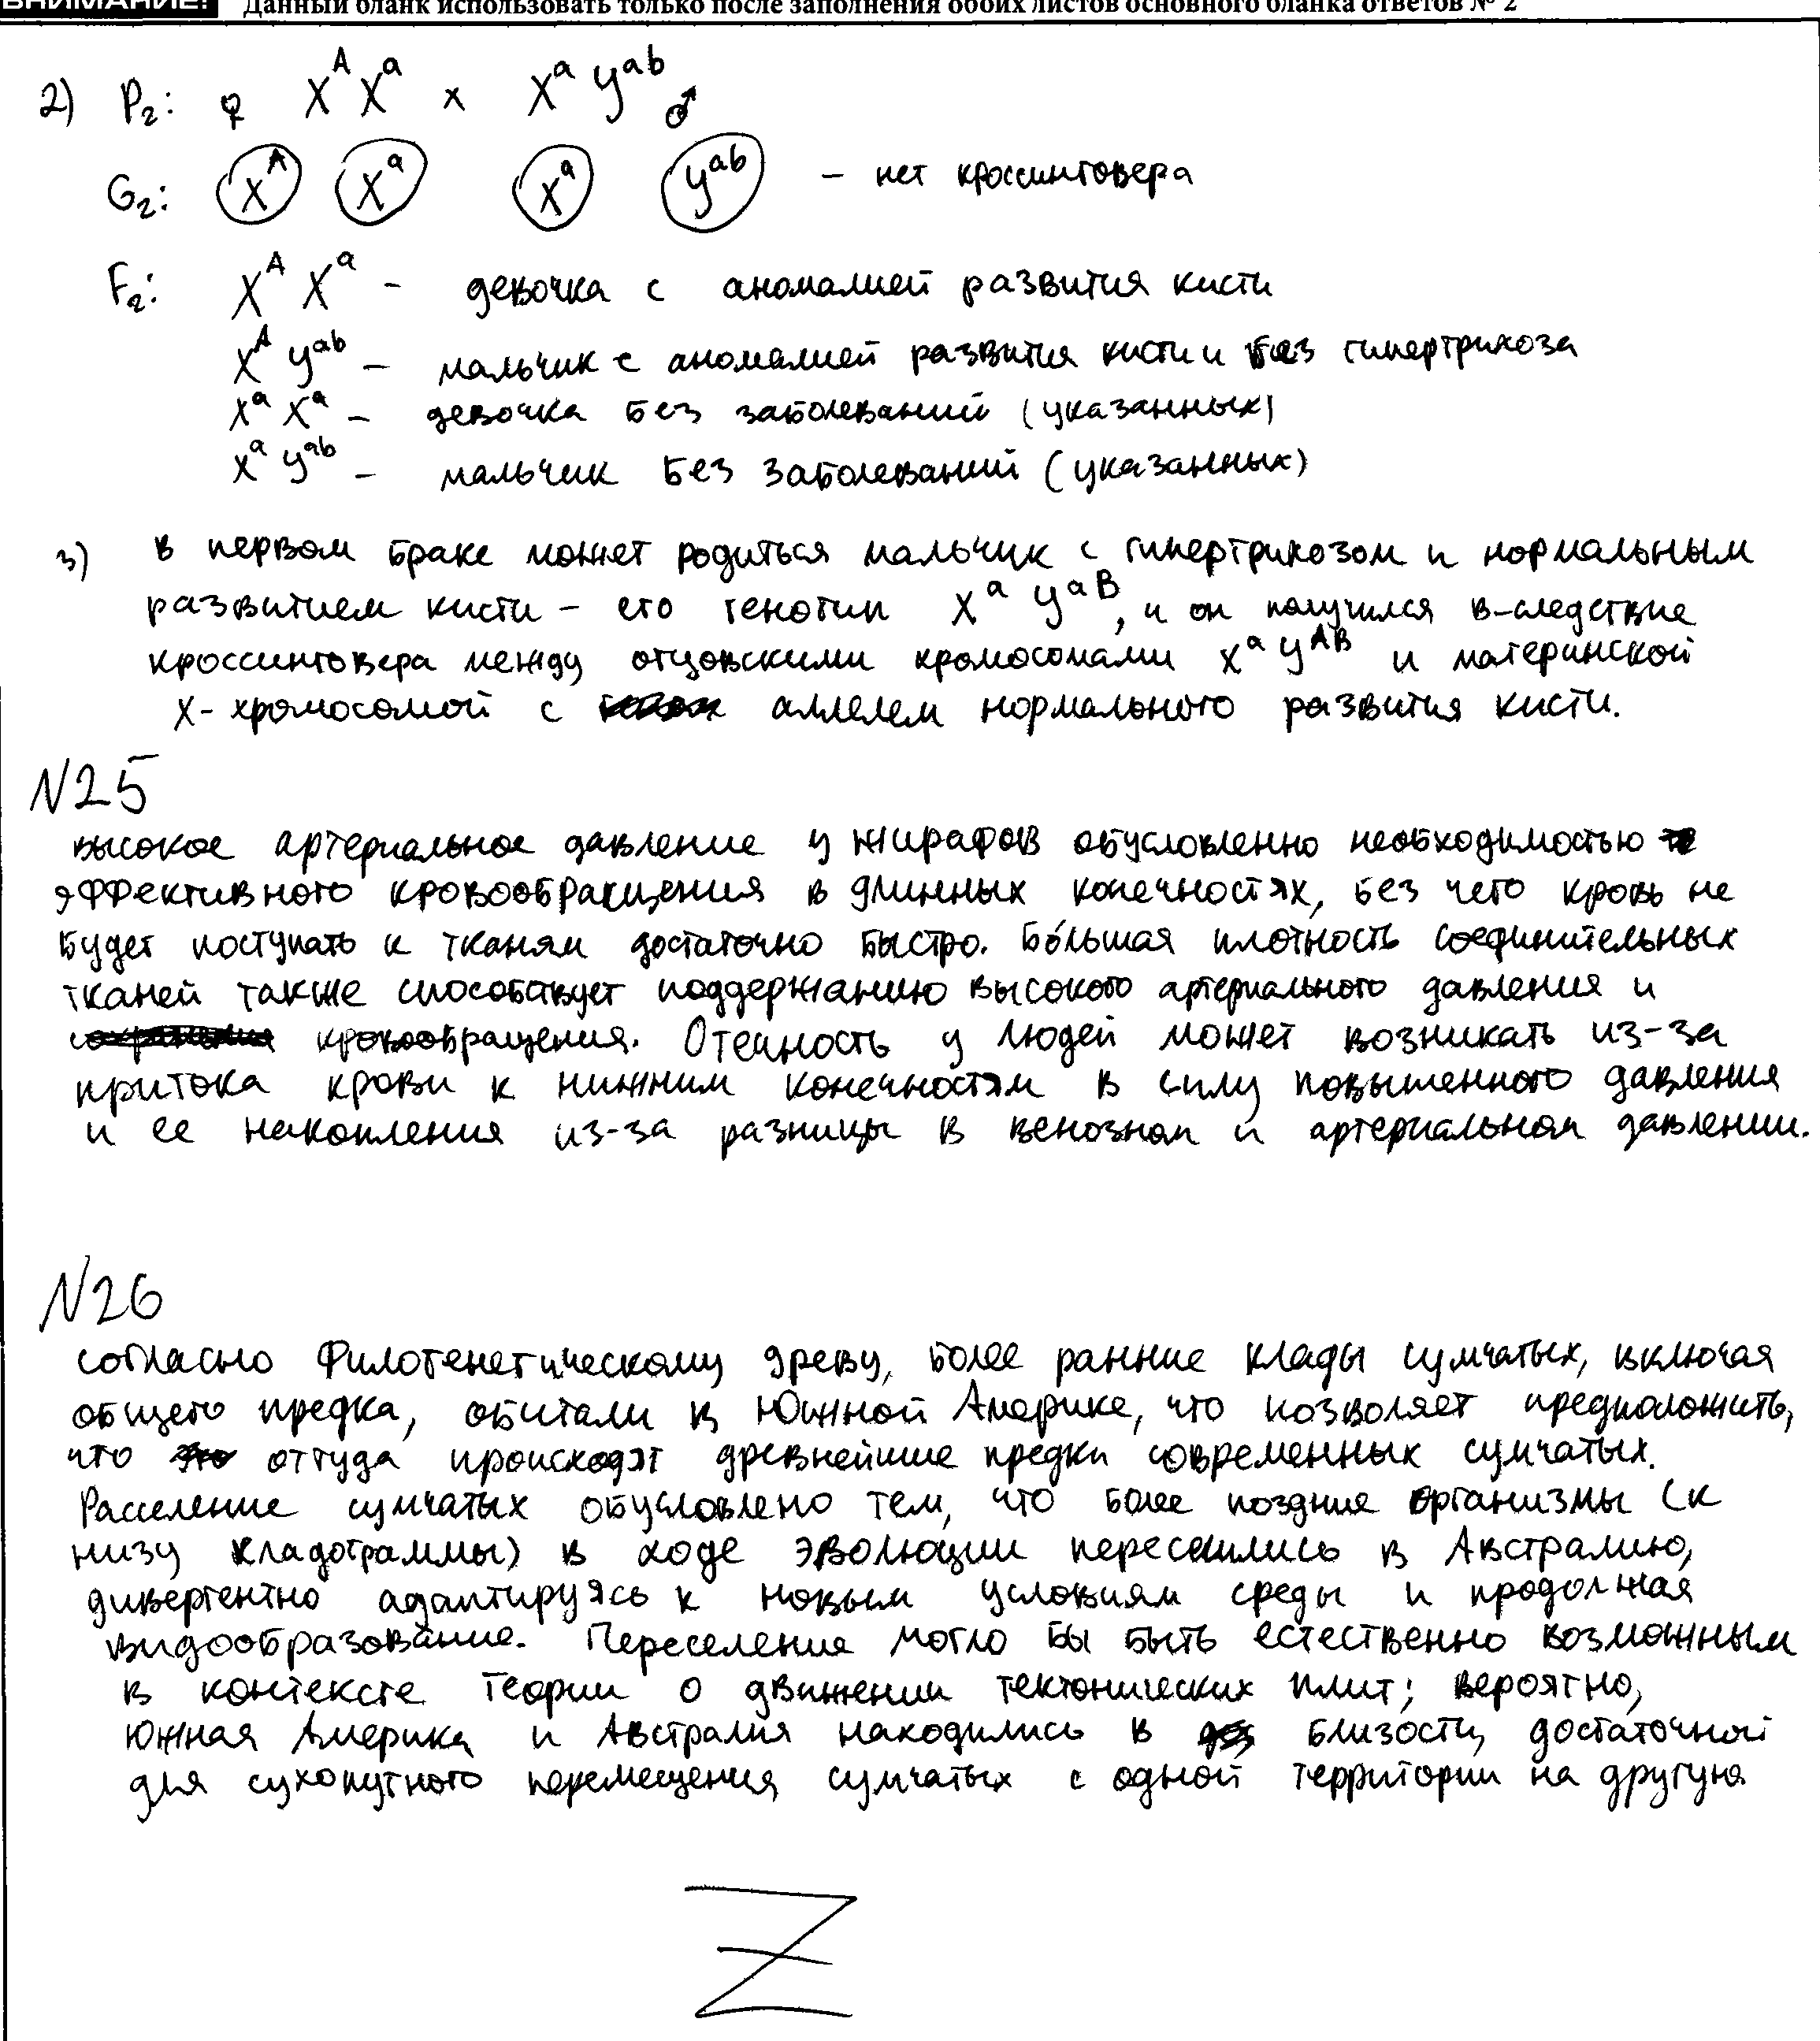 ВНИМАНИЕ! Данный бланк использовать только после заполнения обоих листов основного бланка ответов № 2
2) P₂: ♀ X^A X^a x X^a Y^ab ♂
G₂: X^A X^a X^a Y^ab – нет кроссинговера
F₂: X^A X^a – девочка с аномалией развития кисти
X^A Y^ab – мальчик с аномалией развития кисти и без гипертрихоза
X^a X^a – девочка без заболеваний (указанных)
X^a Y^ab – мальчик без заболеваний (указанных)
3) в первом браке может родиться мальчик с гипертрихозом и нормальным
развитием кисти – его генотип X^a Y^aB, и он получился в-следствие
кроссинговера между отцовскими хромосомами X^a Y^AB и материнской
X-хромосомой с аллелем нормального развития кисти.
N25
высокое артериальное давление у жирафов обусловленно необходимостью
эффективного кровообращения в длинных конечностях, без чего кровь не
будет поступать к тканям достаточно быстро. Бо́льшая плотность соединительных
тканей также способствует поддержанию высокого артериального давления и
кровообращения. Отечность у людей может возникать из-за
притока крови к нижним конечностям в силу повышенного давления
и ее накопления из-за разницы в венозном и артериальном давлении.
N26
согласно филогенетическому древу, более ранние клады сумчатых, включая
общего предка, обитали в Южной Америке, что позволяет предположить,
что оттуда происходят древнейшие предки современных сумчатых.
Расселение сумчатых обусловлено тем, что более поздние организмы (к
низу кладограммы) в ходе эволюции переселились в Австралию,
дивергентно адаптируясь к новым условиям среды и продолжая
видообразование. Переселение могло бы быть естественно возможным
в контексте теории о движении тектонических плит; вероятно,
Южная Америка и Австралия находились в близости, достаточной
для сухопутного перемещения сумчатых с одной территории на другую
Z